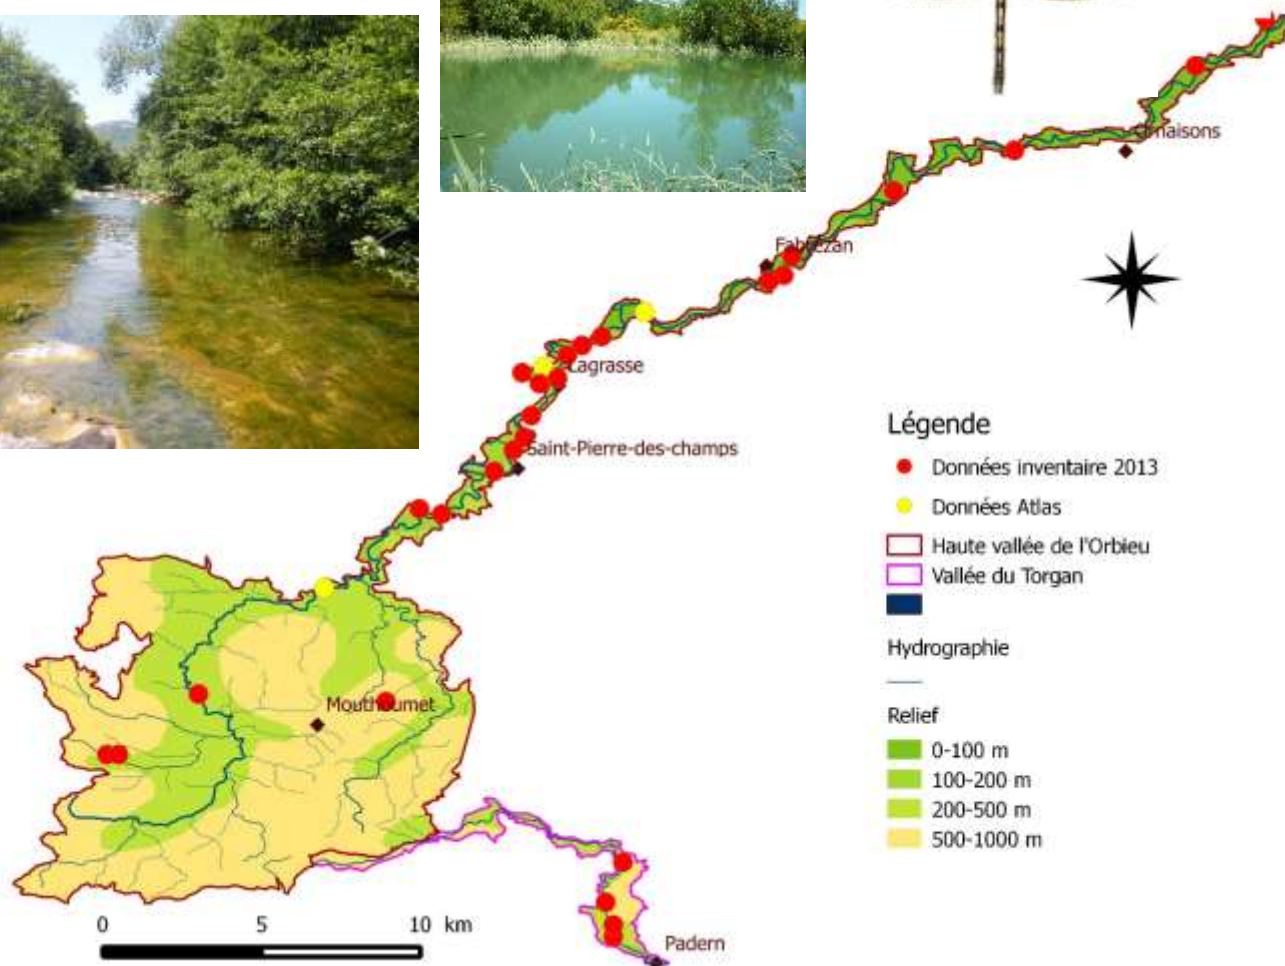 Fabrezan
Lagrasse
Saint-Pierre-des-champs
Mouthoumet
Padern
Légende
Données inventaire 2013
Données Atlas
Haute vallée de l'Orbieu
Vallée du Torgan
Hydrographie
Relief
0-100 m
100-200 m
200-500 m
500-1000 m
0 5 10 km